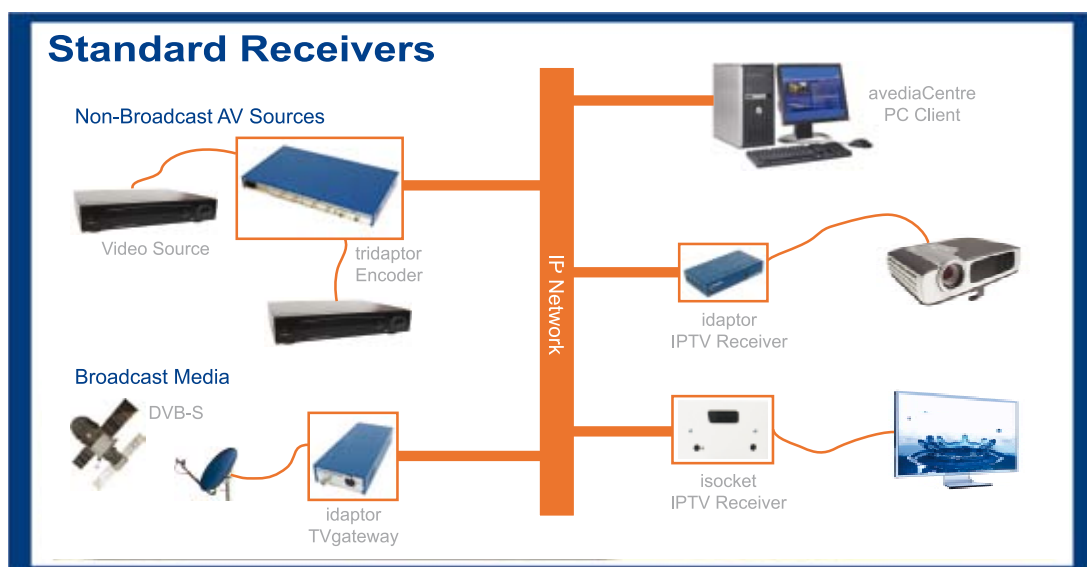 Standard Receivers
Non-Broadcast AV Sources
Video Source
tridaptor
Encoder
Broadcast Media
DVB-S
idaptor
TVgateway
IP Network
avediaCentre
PC Client
idaptor
IPTV Receiver
isocket
IPTV Receiver